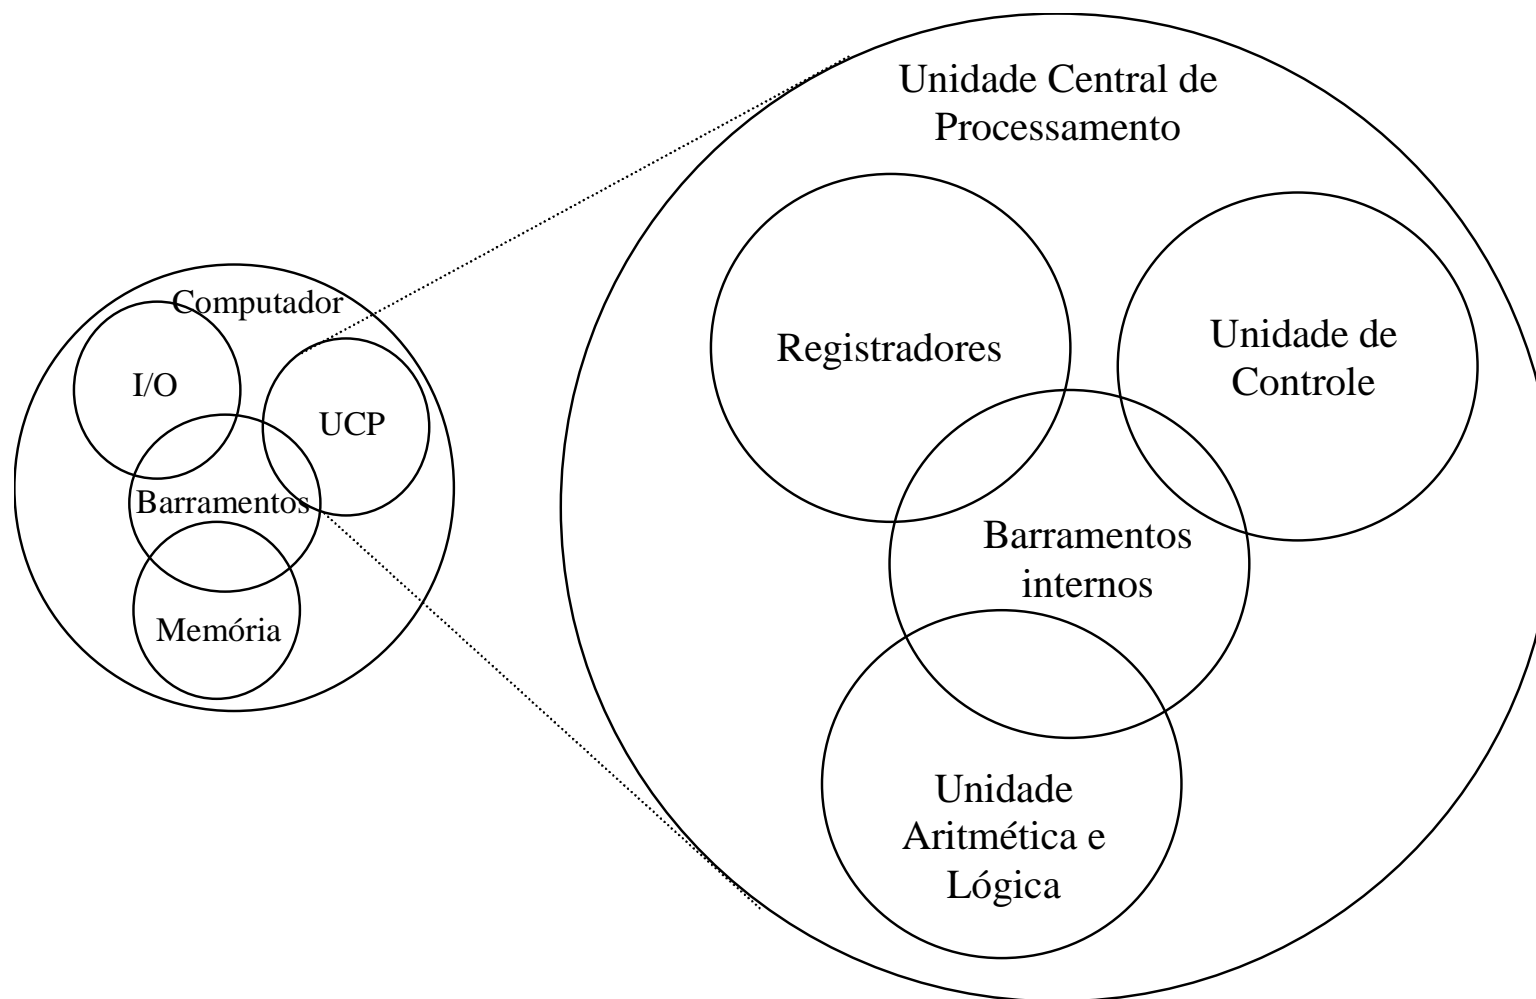 Computador
I/O
UCP
Barramentos
Memória
Unidade Central de
Processamento
Registradores
Unidade de
Controle
Barramentos
internos
Unidade
Aritmética e
Lógica